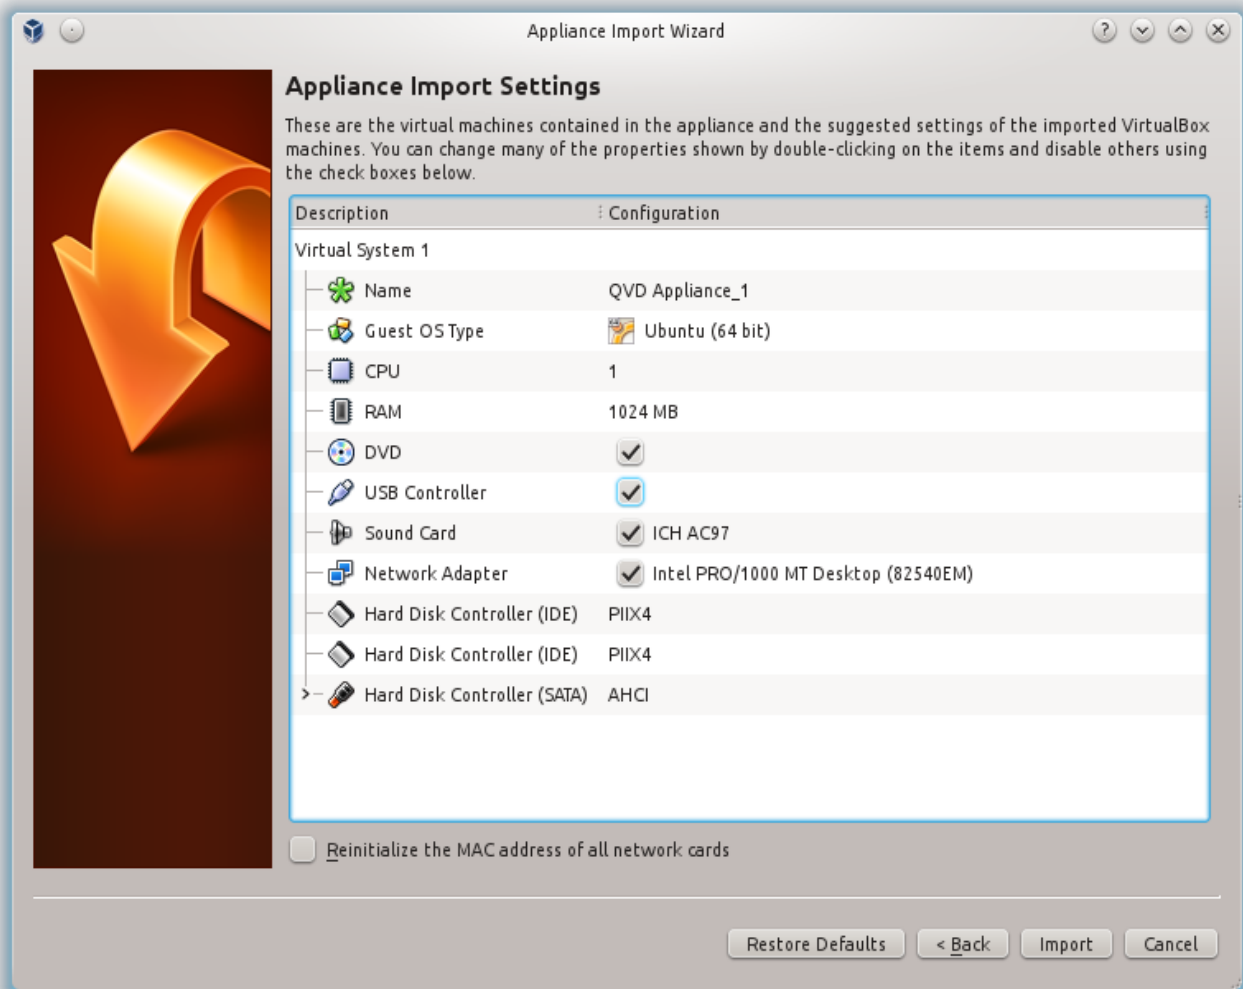 Appliance Import Wizard
Appliance Import Settings
These are the virtual machines contained in the appliance and the suggested settings of the imported VirtualBox
machines. You can change many of the properties shown by double-clicking on the items and disable others using
the check boxes below.
Description Configuration
Virtual System 1
Name QVD Appliance_1
Guest OS Type Ubuntu (64 bit)
CPU 1
RAM 1024 MB
DVD
USB Controller
Sound Card ICH AC97
Network Adapter Intel PRO/1000 MT Desktop (82540EM)
Hard Disk Controller (IDE) PIIX4
Hard Disk Controller (IDE) PIIX4
Hard Disk Controller (SATA) AHCI
Reinitialize the MAC address of all network cards
Restore Defaults < Back Import Cancel